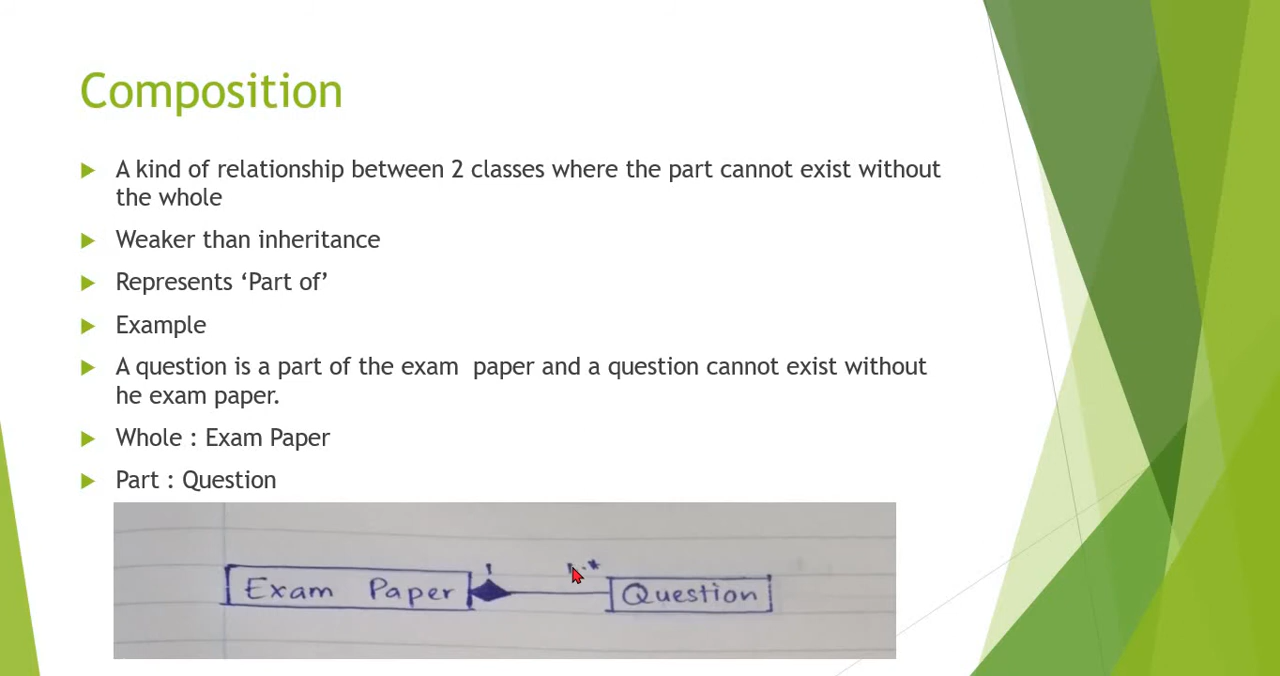 Composition
A kind of relationship between 2 classes where the part cannot exist without
the whole
Weaker than inheritance
Represents ‘Part of’
Example
A question is a part of the exam  paper and a question cannot exist without
he exam paper.
Whole : Exam Paper
Part : Question
1
Exam Paper
Question